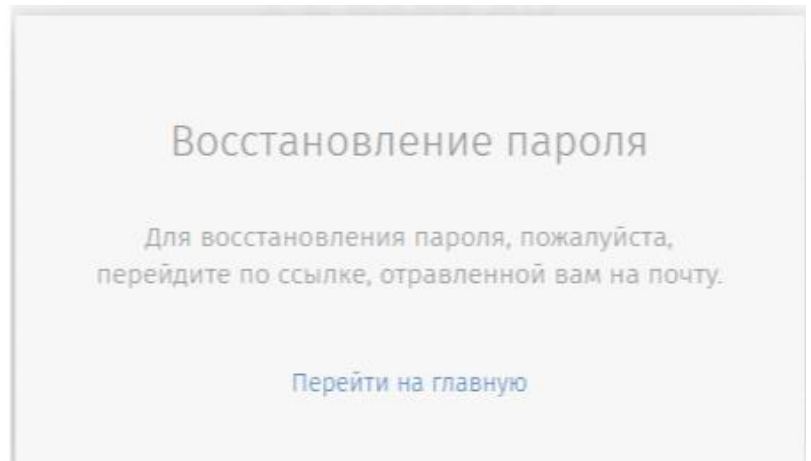 Восстановление пароля
Для восстановления пароля, пожалуйста,
перейдите по ссылке, отравленной вам на почту.
Перейти на главную